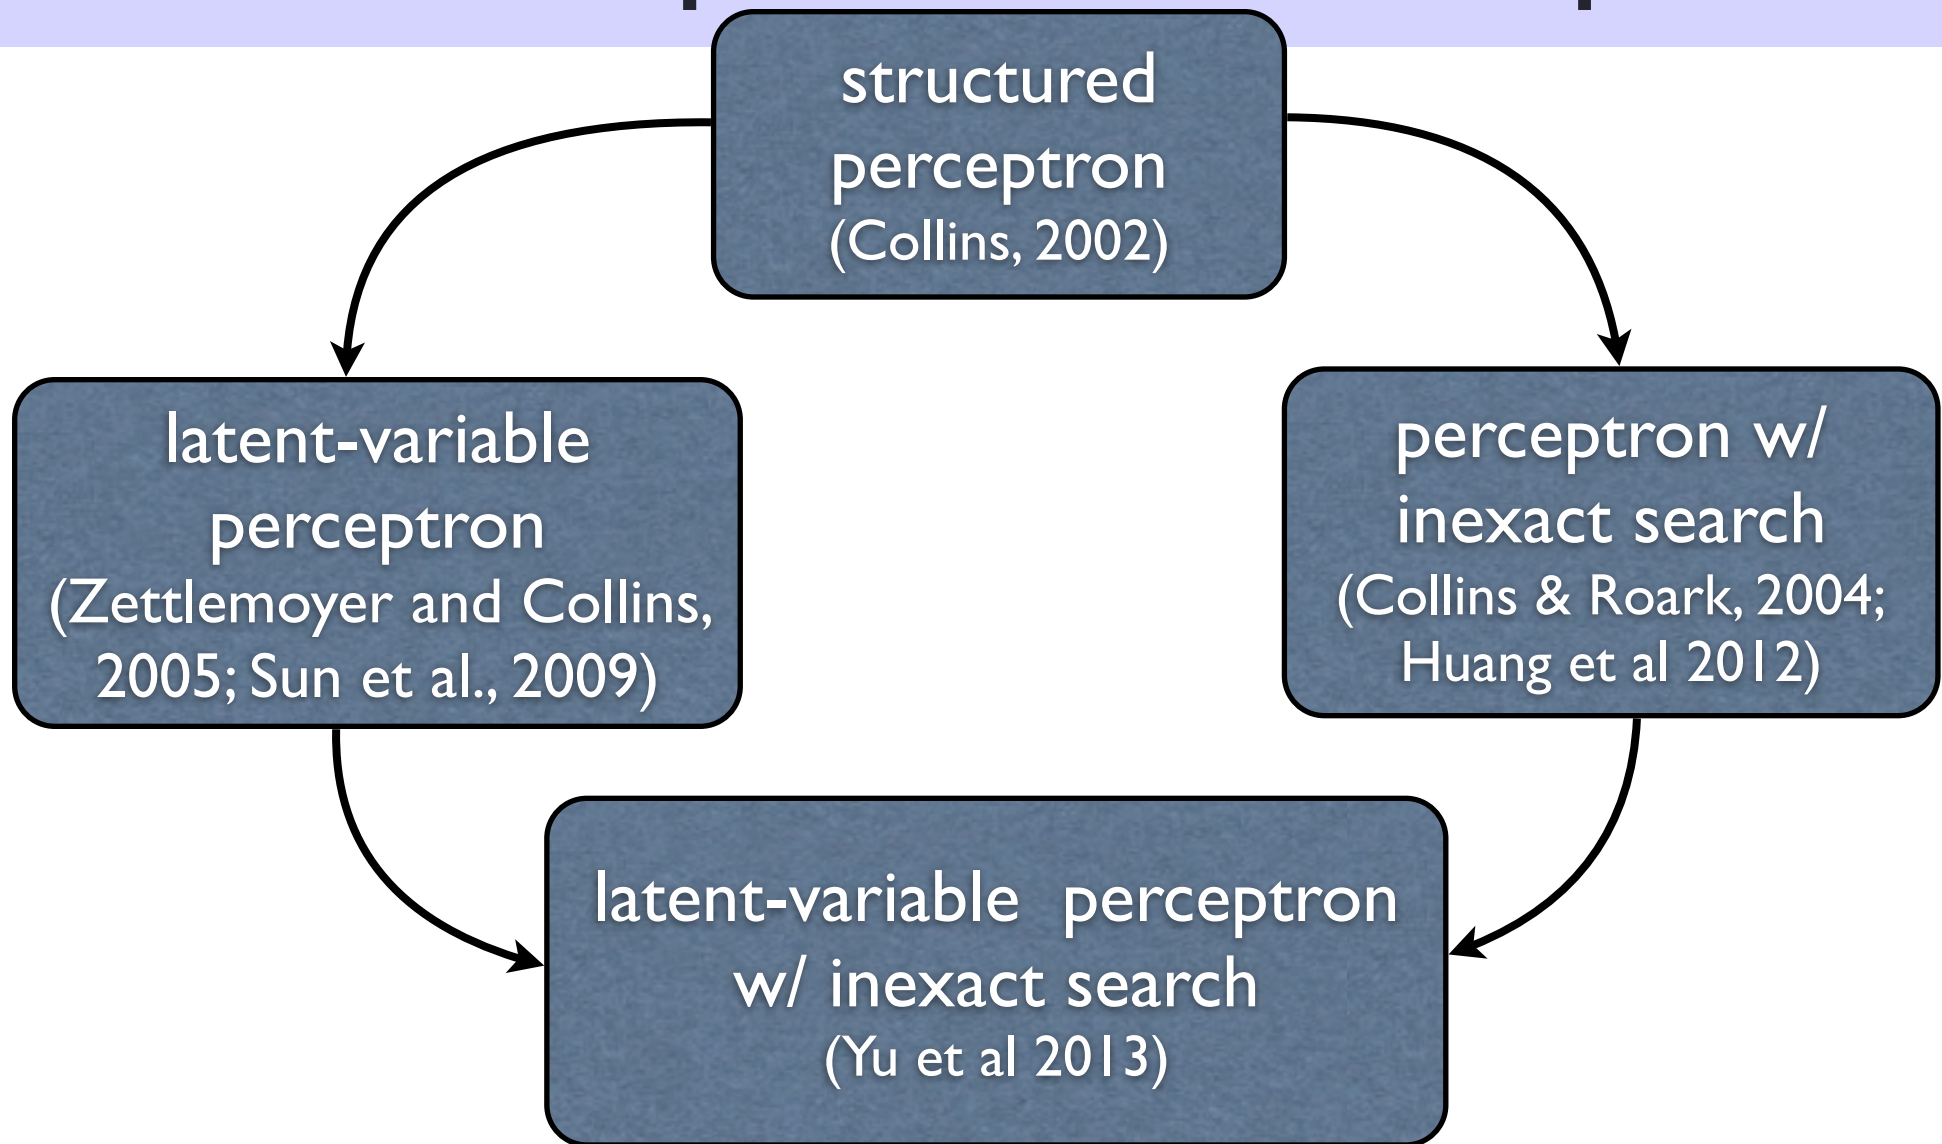 structured
perceptron
(Collins, 2002)
latent-variable
perceptron
(Zettlemoyer and Collins,
2005; Sun et al., 2009)
perceptron w/
inexact search
(Collins & Roark, 2004;
Huang et al 2012)
latent-variable perceptron
w/ inexact search
(Yu et al 2013)